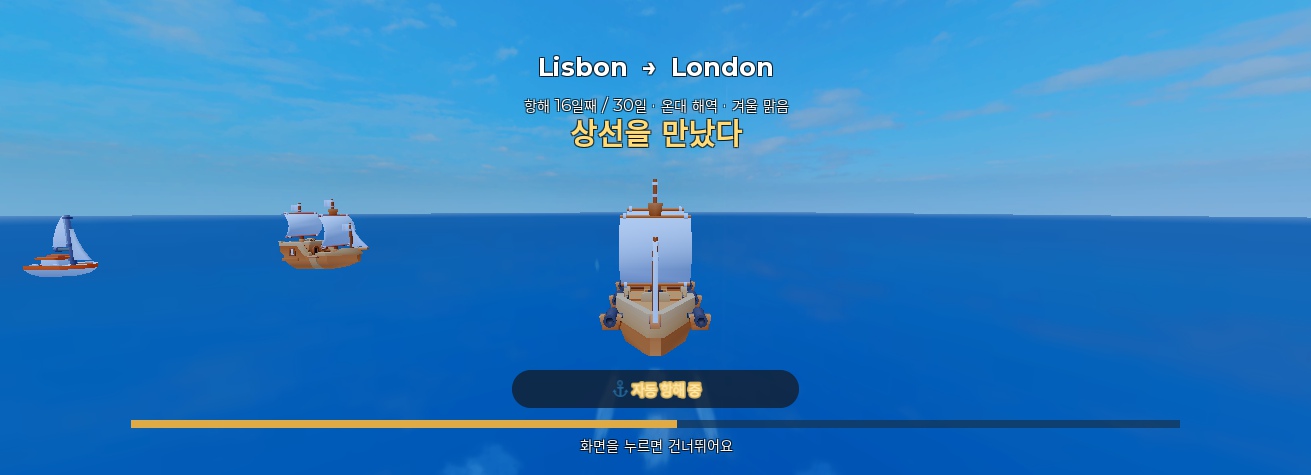 Lisbon → London
항해 16일째 / 30일 · 온대 해역 · 겨울 맑음
상선을 만났다
⚓ 자동 항해 중
화면을 누르면 건너뛰어요